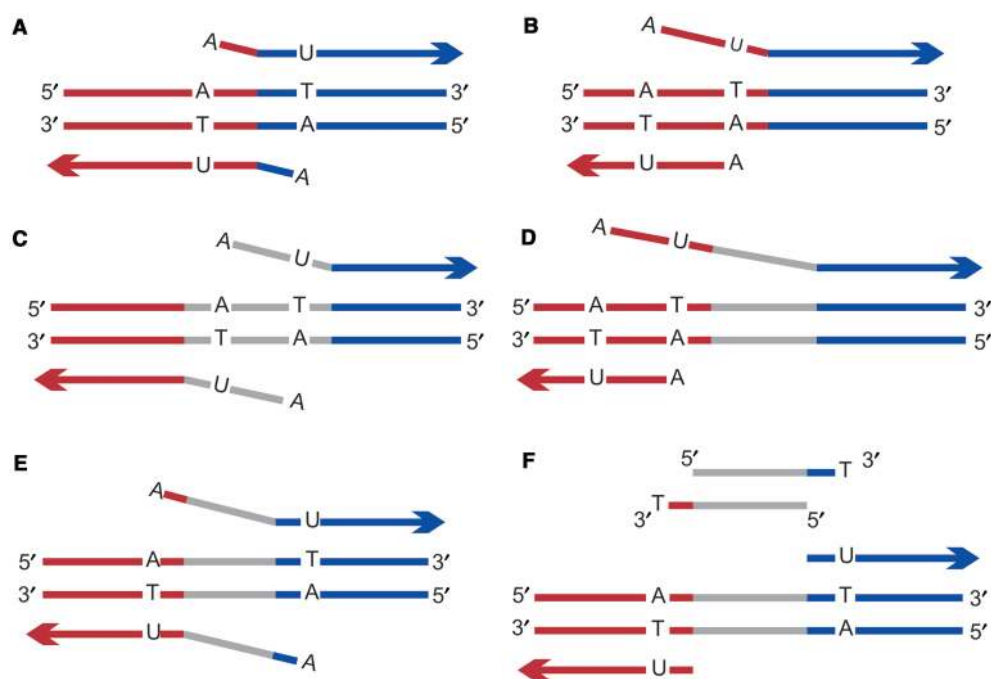 A
A U
5′ A T 3′
3′ T A 5′
U A
B
A U
5′ A T 3′
3′ T A 5′
U A
C
A U
5′ A T 3′
3′ T A 5′
U A
D
A U
5′ A T 3′
3′ T A 5′
U A
E
A U
5′ A T 3′
3′ T A 5′
U A
F
5′ T 3′
3′ T 5′
U
5′ A T 3′
3′ T A 5′
U